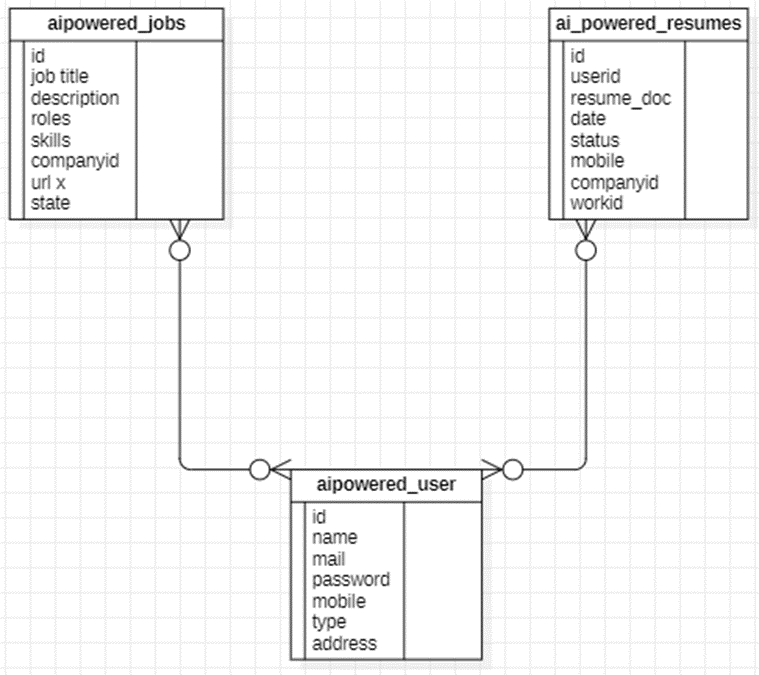 aipowered_jobs
id
job title
description
roles
skills
companyid
url x
state
ai_powered_resumes
id
userid
resume_doc
date
status
mobile
companyid
workid
aipowered_user
id
name
mail
password
mobile
type
address